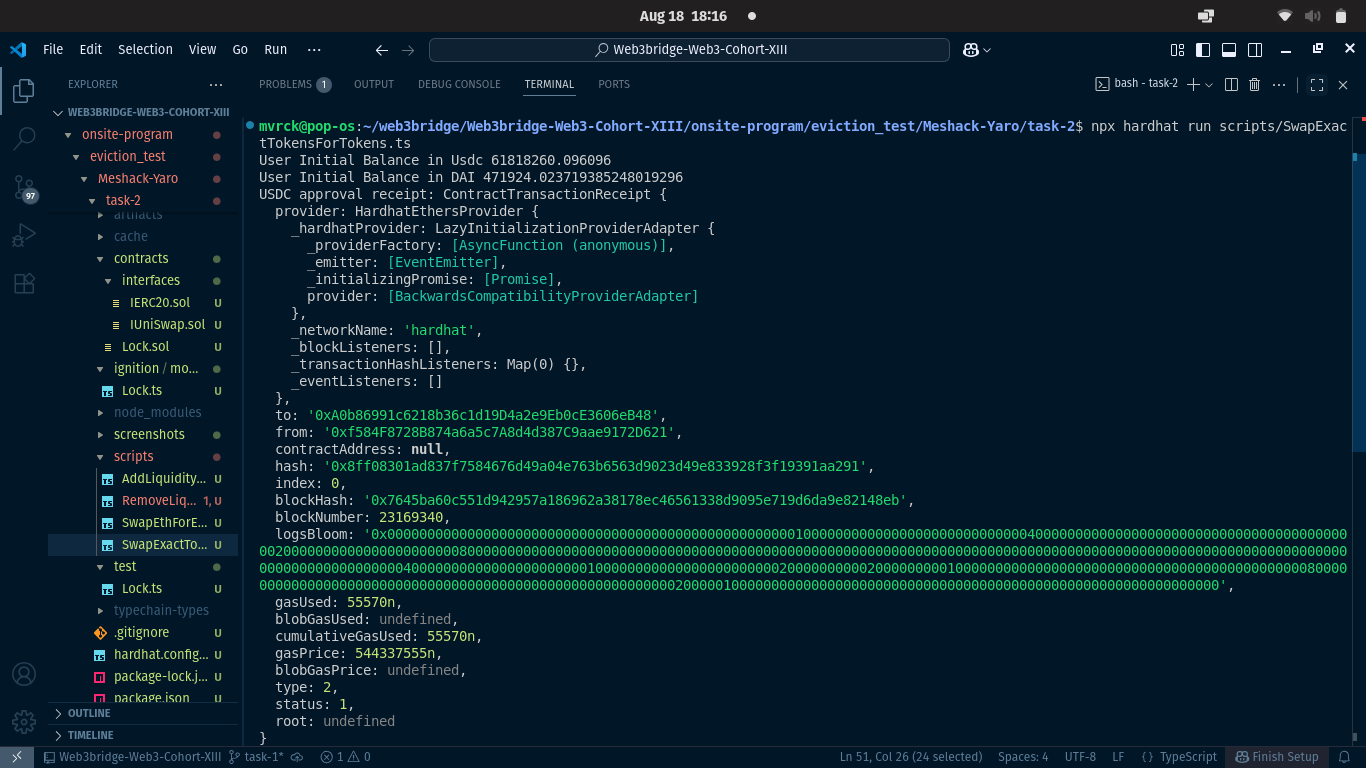 Aug 18 18:16
File Edit Selection View Go Run ···
Web3bridge-Web3-Cohort-XIII
EXPLORER ···
WEB3BRIDGE-WEB3-COHORT-XIII
onsite-program
eviction_test
Meshack-Yaro
task-2
artifacts
cache
contracts
interfaces
IERC20.sol U
IUniSwap.sol U
Lock.sol U
ignition / mo...
Lock.ts U
node_modules
screenshots
scripts
AddLiquidity... U
RemoveLiq... 1, U
SwapEthForE... U
SwapExactTo... U
test
Lock.ts U
typechain-types
.gitignore U
hardhat.config... U
package-lock.j... U
package.json U
OUTLINE
TIMELINE
97
PROBLEMS 1 OUTPUT DEBUG CONSOLE TERMINAL PORTS
bash - task-2
mvrck@pop-os:~/web3bridge/Web3bridge-Web3-Cohort-XIII/onsite-program/eviction_test/Meshack-Yaro/task-2$ npx hardhat run scripts/SwapExac
tTokensForTokens.ts
User Initial Balance in Usdc 61818260.096096
User Initial Balance in DAI 471924.023719385248019296
USDC approval receipt: ContractTransactionReceipt {
provider: HardhatEthersProvider {
_hardhatProvider: LazyInitializationProviderAdapter {
_providerFactory: [AsyncFunction (anonymous)],
_emitter: [EventEmitter],
_initializingPromise: [Promise],
provider: [BackwardsCompatibilityProviderAdapter]
},
_networkName: 'hardhat',
_blockListeners: [],
_transactionHashListeners: Map(0) {},
_eventListeners: []
},
to: '0xA0b86991c6218b36c1d19D4a2e9Eb0cE3606eB48',
from: '0xf584F8728B874a6a5c7A8d4d387C9aae9172D621',
contractAddress: null,
hash: '0x8ff08301ad837f7584676d49a04e763b6563d9023d49e833928f3f19391aa291',
index: 0,
blockHash: '0x7645ba60c551d942957a186962a38178ec46561338d9095e719d6da9e82148eb',
blockNumber: 23169340,
logsBloom:
gasUsed: 55570n,
blobGasUsed: undefined,
cumulativeGasUsed: 55570n,
gasPrice: 544337555n,
blobGasPrice: undefined,
type: 2,
status: 1,
root: undefined
}
Web3bridge-Web3-Cohort-XIII task-1* 1 0 Ln 51, Col 26 (24 selected) Spaces: 4 UTF-8 LF {} TypeScript Finish Setup